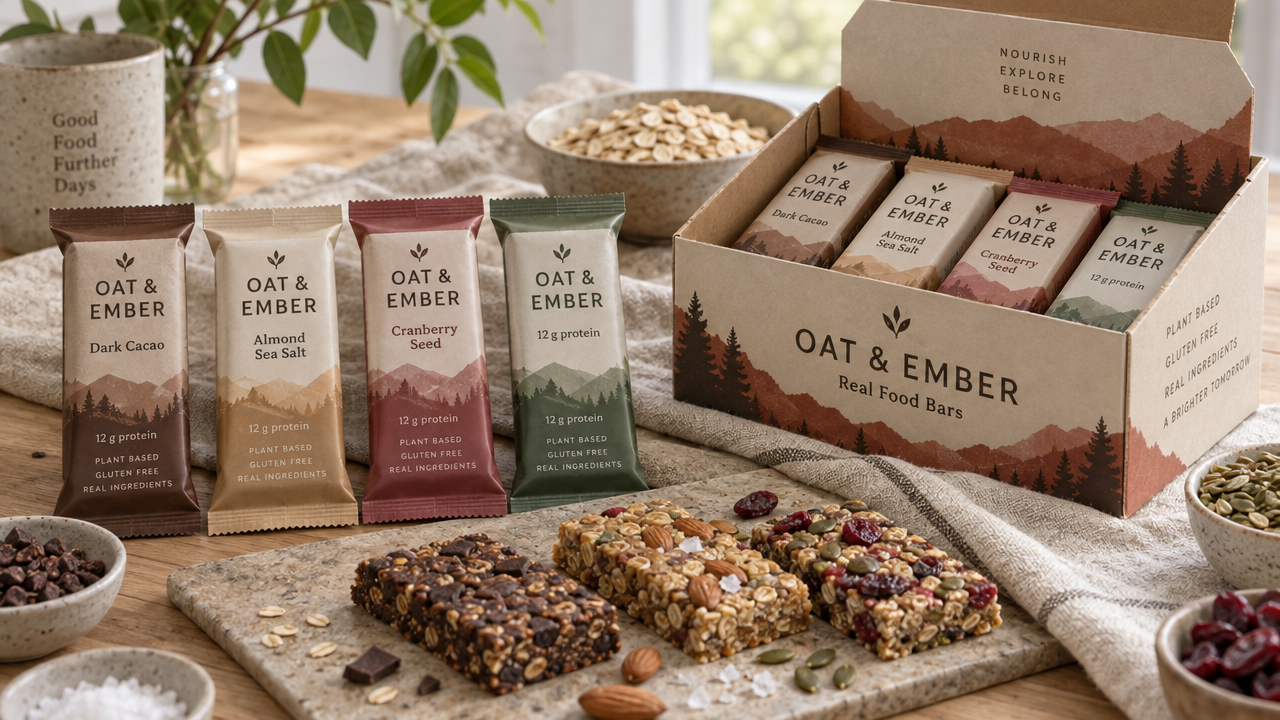 Good
Food
Further
Days
OAT &
EMBER
Dark Cacao
12 g protein
PLANT BASED
GLUTEN FREE
REAL INGREDIENTS
OAT &
EMBER
Almond
Sea Salt
12 g protein
PLANT BASED
GLUTEN FREE
REAL INGREDIENTS
OAT &
EMBER
Cranberry
Seed
12 g protein
PLANT BASED
GLUTEN FREE
REAL INGREDIENTS
OAT &
EMBER
12 g protein
12 g protein
PLANT BASED
GLUTEN FREE
REAL INGREDIENTS
NOURISH
EXPLORE
BELONG
OAT &
EMBER
Dark Cacao
OAT &
EMBER
Almond
Sea Salt
OAT &
EMBER
Cranberry
Seed
OAT &
EMBER
12 g protein
OAT & EMBER
Real Food Bars
PLANT BASED
GLUTEN FREE
REAL INGREDIENTS
A BRIGHTER TOMORROW